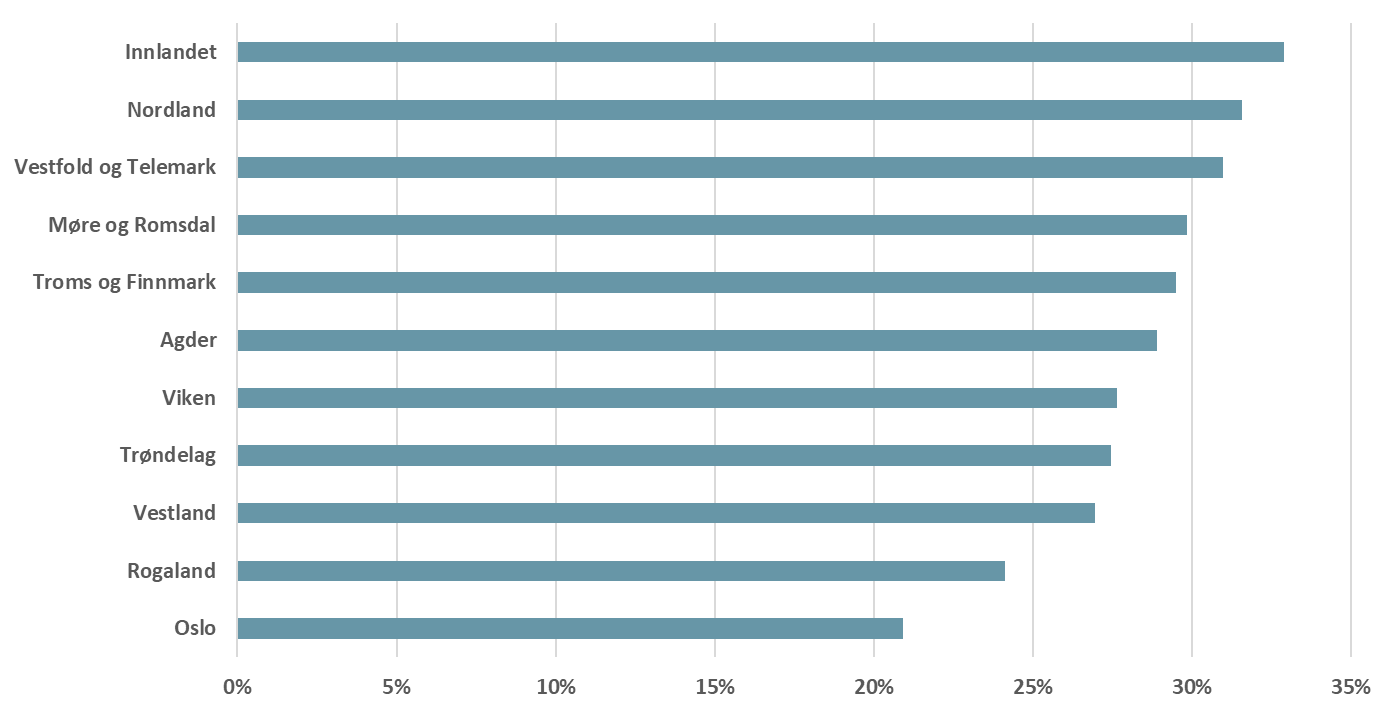 Innlandet
Nordland
Vestfold og Telemark
Møre og Romsdal
Troms og Finnmark
Agder
Viken
Trøndelag
Vestland
Rogaland
Oslo
0% 5% 10% 15% 20% 25% 30% 35%